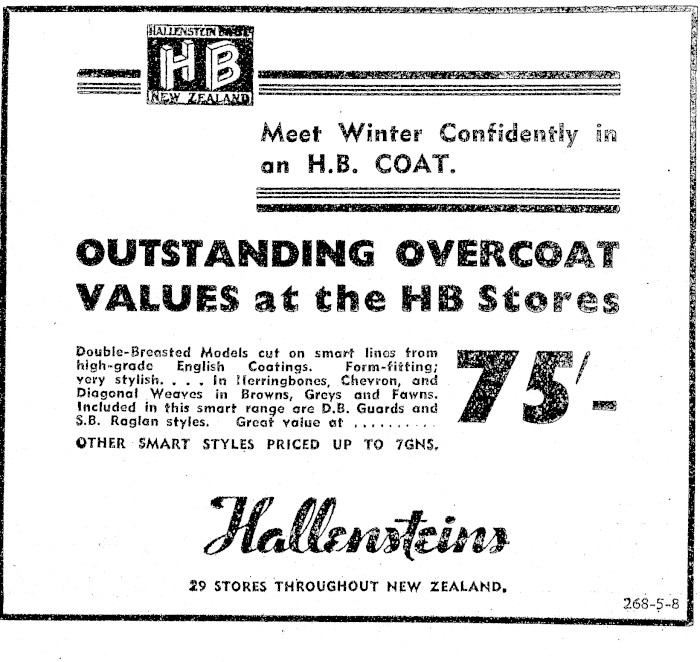 HALLENSTEIN BROS
HB
NEW ZEALAND
Meet Winter Confidently in
an H.B. COAT.
OUTSTANDING OVERCOAT
VALUES at the HB Stores
Double-Breasted Models cut on smart lines from
high-grade English Coatings. Form-fitting;
very stylish. . . . In Herringbones, Chevron, and
Diagonal Weaves in Browns, Greys and Fawns.
Included in this smart range are D.B. Guards and
S.B. Raglan styles. Great value at ..........
75/-
OTHER SMART STYLES PRICED UP TO 7GNS.
Hallensteins
29 STORES THROUGHOUT NEW ZEALAND.
268-5-8